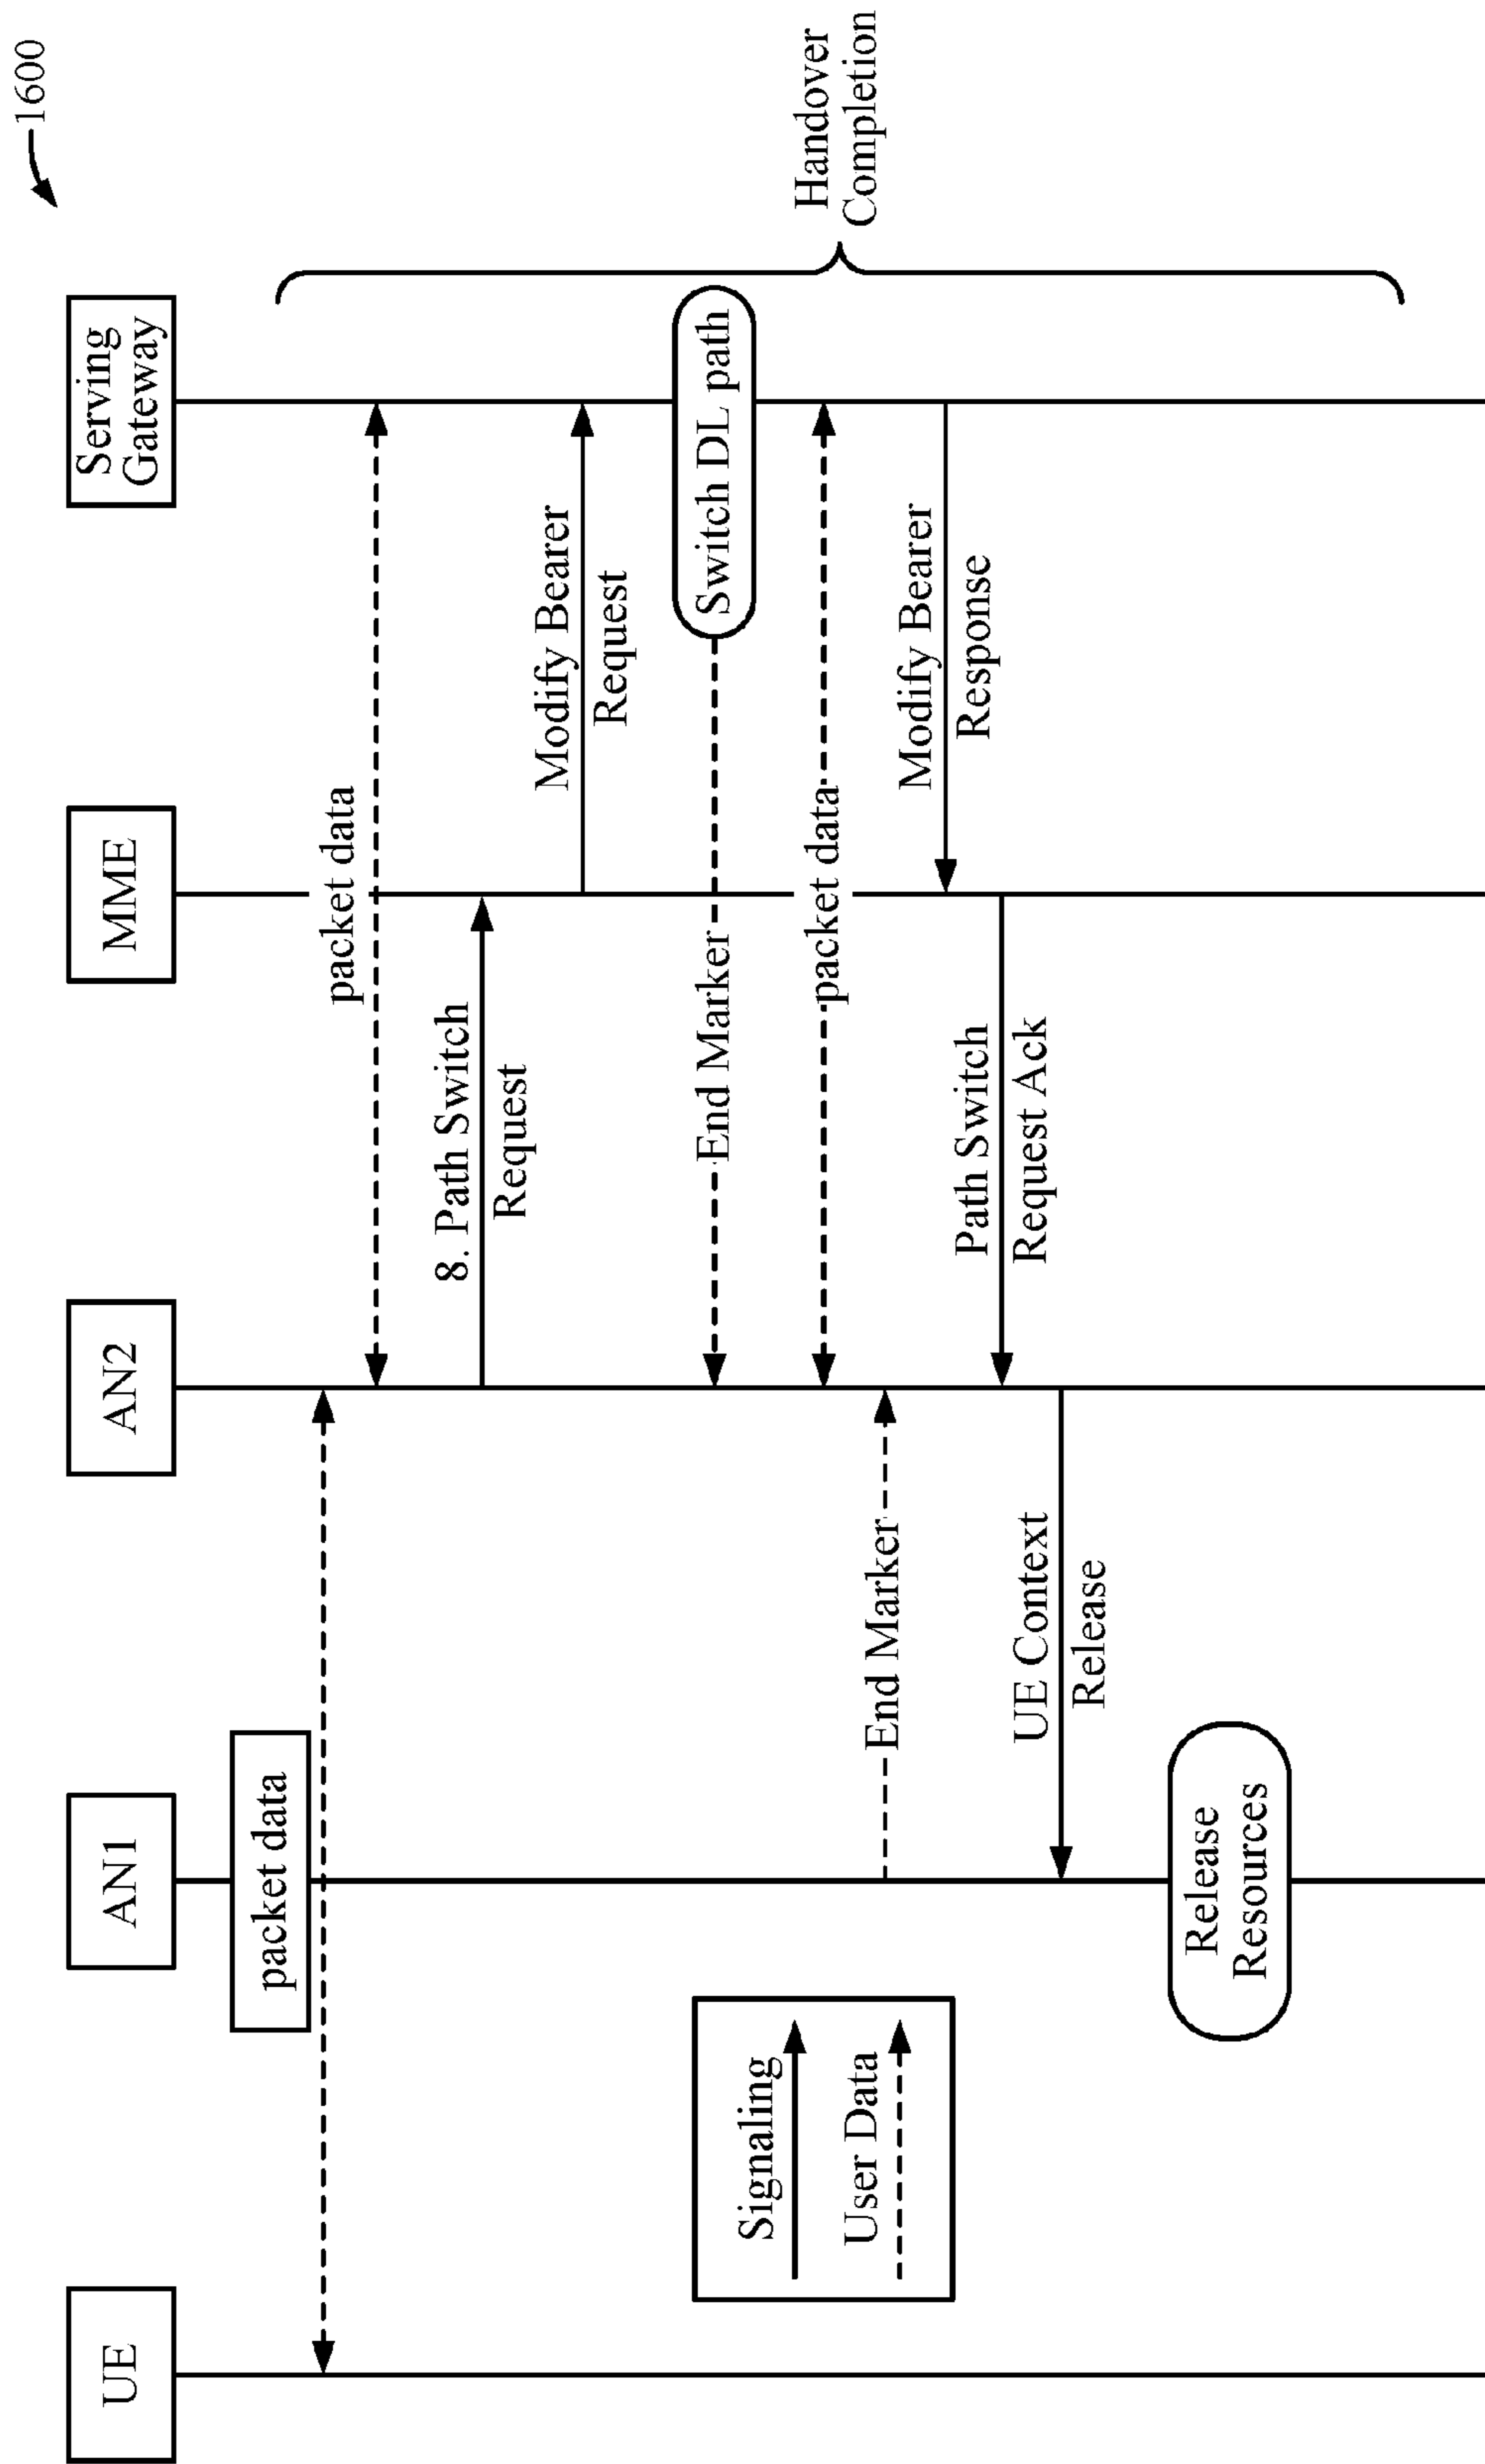 1600
UE
AN1
AN2
MME
Serving
Gateway
packet data
packet data
8. Path Switch
Request
Modify Bearer
Request
Switch DL path
End Marker
packet data
End Marker
Modify Bearer
Response
Path Switch
Request Ack
UE Context
Release
Release
Resources
Signaling
User Data
Handover
Completion